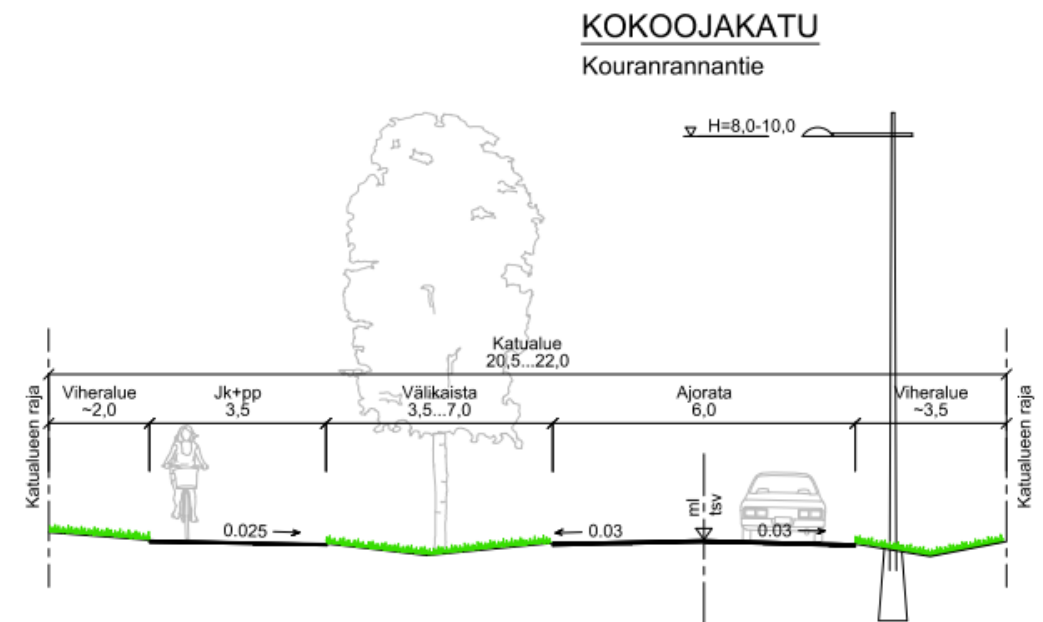 KOKOOJAKATU
Kouranrannantie
H=8,0-10,0
Katualue
20,5...22,0
Katualueen raja
Viheralue
~2,0
Jk+pp
3,5
Välikaista
3,5...7,0
Ajorata
6,0
Viheralue
~3,5
Katualueen raja
ml
tsv
0.025
0.03
0.03